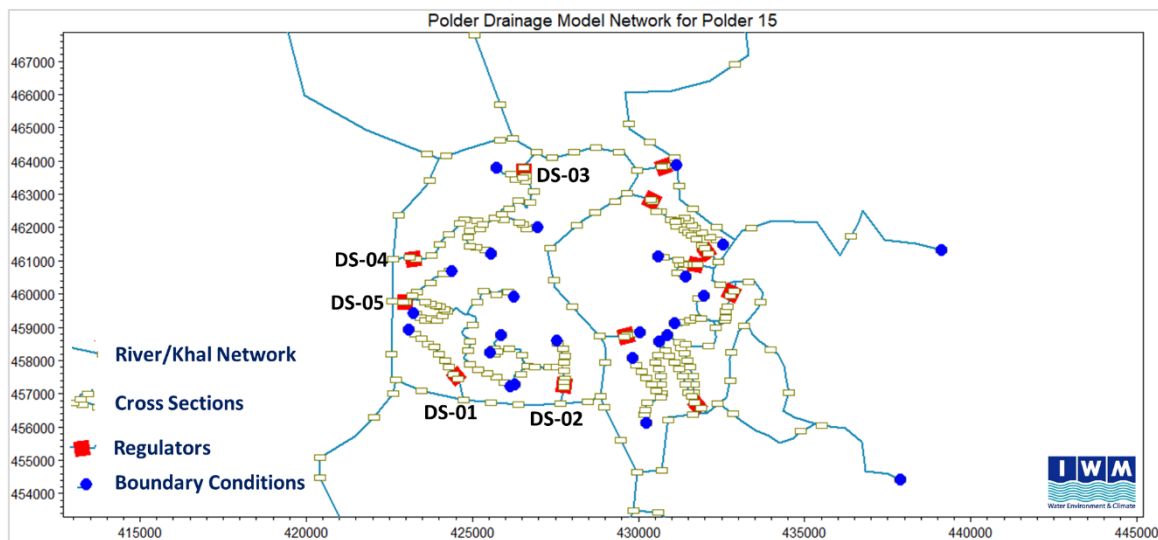 Polder Drainage Model Network for Polder 15
467000
466000
465000
464000
463000
462000
461000
460000
459000
458000
457000
456000
455000
454000
DS-03
DS-04
DS-05
DS-01
DS-02
River/Khal Network
Cross Sections
Regulators
Boundary Conditions
IWM
Water Environment & Climate
415000 420000 425000 430000 435000 440000 445000